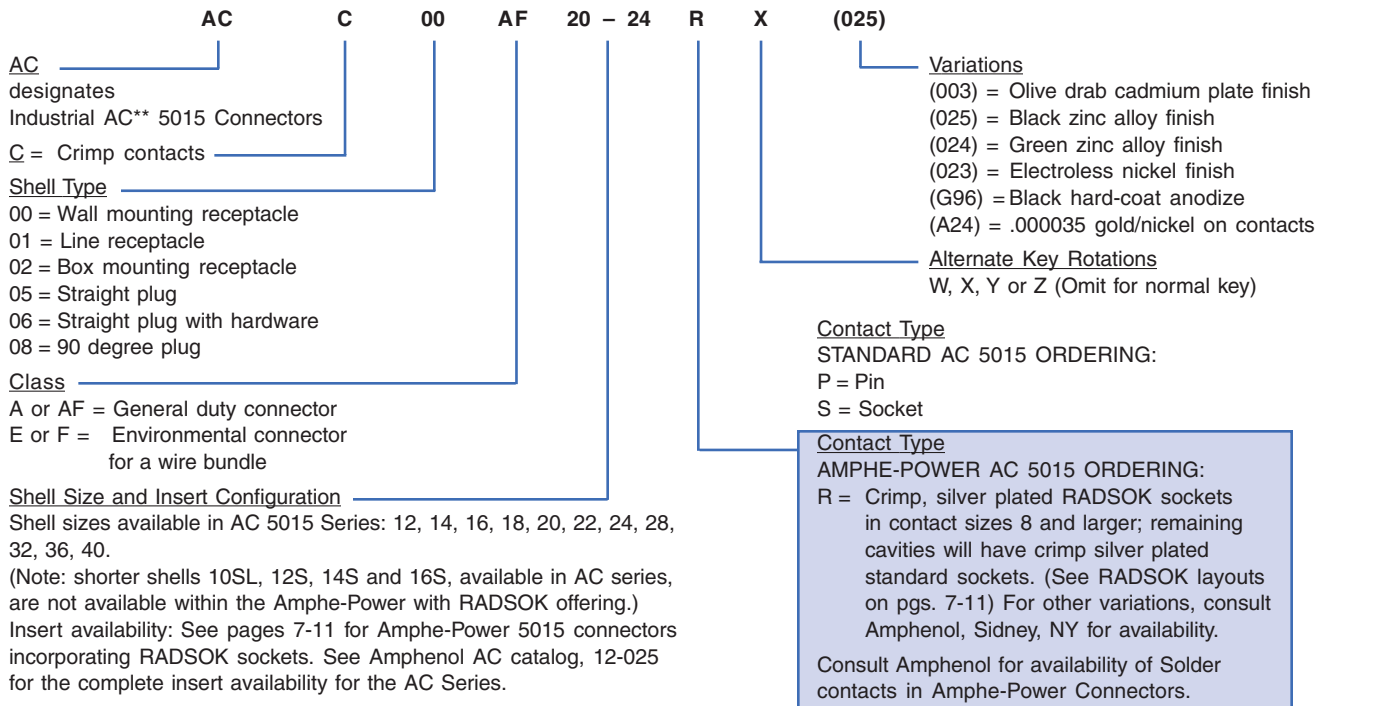 AC C 00 AF 20 – 24 R X (025)
AC
designates
Industrial AC** 5015 Connectors
C = Crimp contacts
Shell Type
00 = Wall mounting receptacle
01 = Line receptacle
02 = Box mounting receptacle
05 = Straight plug
06 = Straight plug with hardware
08 = 90 degree plug
Class
A or AF = General duty connector
E or F = Environmental connector
for a wire bundle
Shell Size and Insert Configuration
Shell sizes available in AC 5015 Series: 12, 14, 16, 18, 20, 22, 24, 28,
32, 36, 40.
(Note: shorter shells 10SL, 12S, 14S and 16S, available in AC series,
are not available within the Amphe-Power with RADSOK offering.)
Insert availability: See pages 7-11 for Amphe-Power 5015 connectors
incorporating RADSOK sockets. See Amphenol AC catalog, 12-025
for the complete insert availability for the AC Series.
Variations
(003) = Olive drab cadmium plate finish
(025) = Black zinc alloy finish
(024) = Green zinc alloy finish
(023) = Electroless nickel finish
(G96) = Black hard-coat anodize
(A24) = .000035 gold/nickel on contacts
Alternate Key Rotations
W, X, Y or Z (Omit for normal key)
Contact Type
STANDARD AC 5015 ORDERING:
P = Pin
S = Socket
Contact Type
AMPHE-POWER AC 5015 ORDERING:
R = Crimp, silver plated RADSOK sockets
in contact sizes 8 and larger; remaining
cavities will have crimp silver plated
standard sockets. (See RADSOK layouts
on pgs. 7-11) For other variations, consult
Amphenol, Sidney, NY for availability.
Consult Amphenol for availability of Solder
contacts in Amphe-Power Connectors.